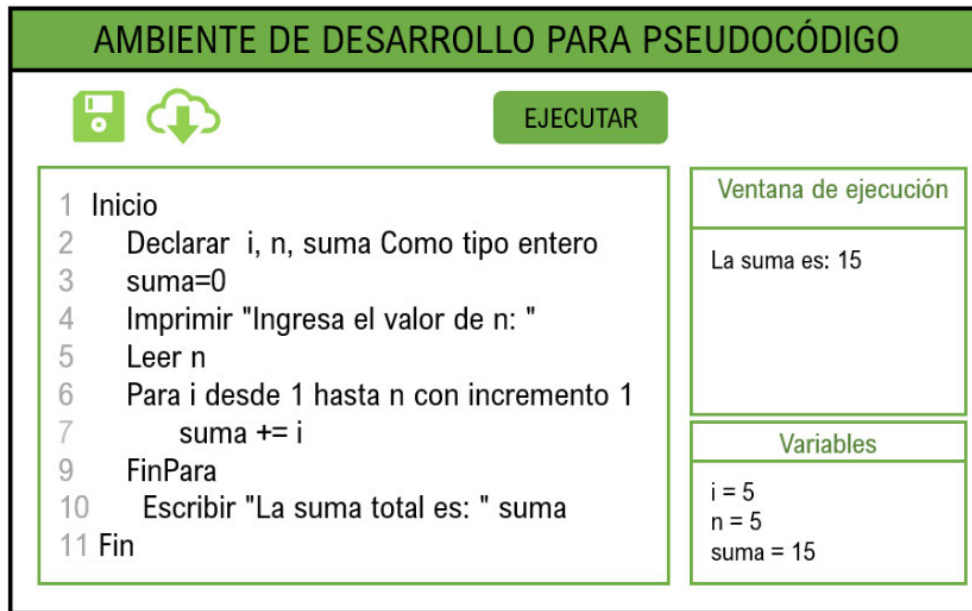 AMBIENTE DE DESARROLLO PARA PSEUDOCÓDIGO
EJECUTAR
1 Inicio
2 Declarar i, n, suma Como tipo entero
3 suma=0
4 Imprimir "Ingresa el valor de n: "
5 Leer n
6 Para i desde 1 hasta n con incremento 1
7 suma += i
9 FinPara
10 Escribir "La suma total es: " suma
11 Fin
Ventana de ejecución
La suma es: 15
Variables
i = 5
n = 5
suma = 15